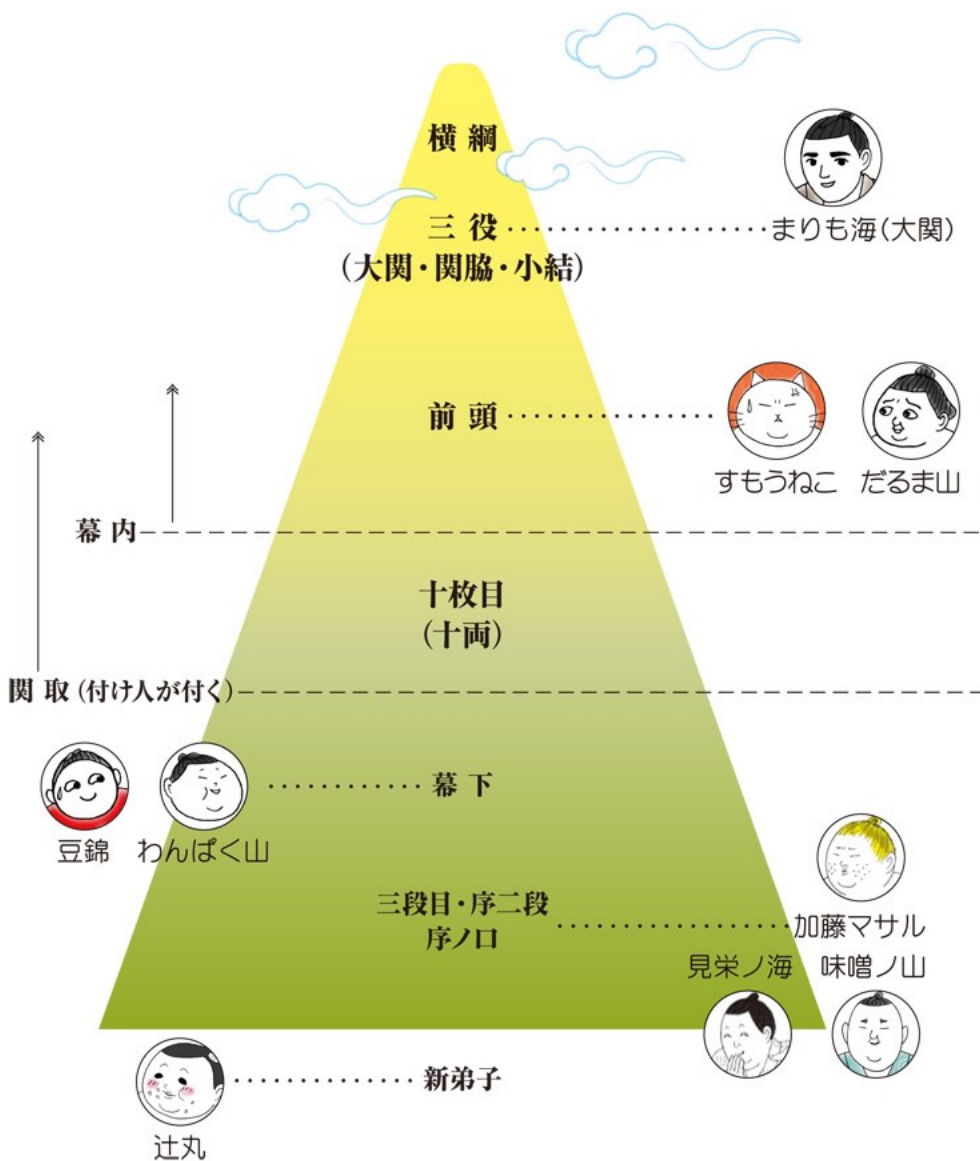 横綱
三役
(大関・関脇・小結)
まりも海(大関)
前頭
すもうねこ
だるま山
幕内
十枚目
(十両)
関取(付け人が付く)
幕下
豆錦
わんぱく山
三段目・序二段
序ノ口
加藤マサル
見栄ノ海
味噌ノ山
新弟子
辻丸